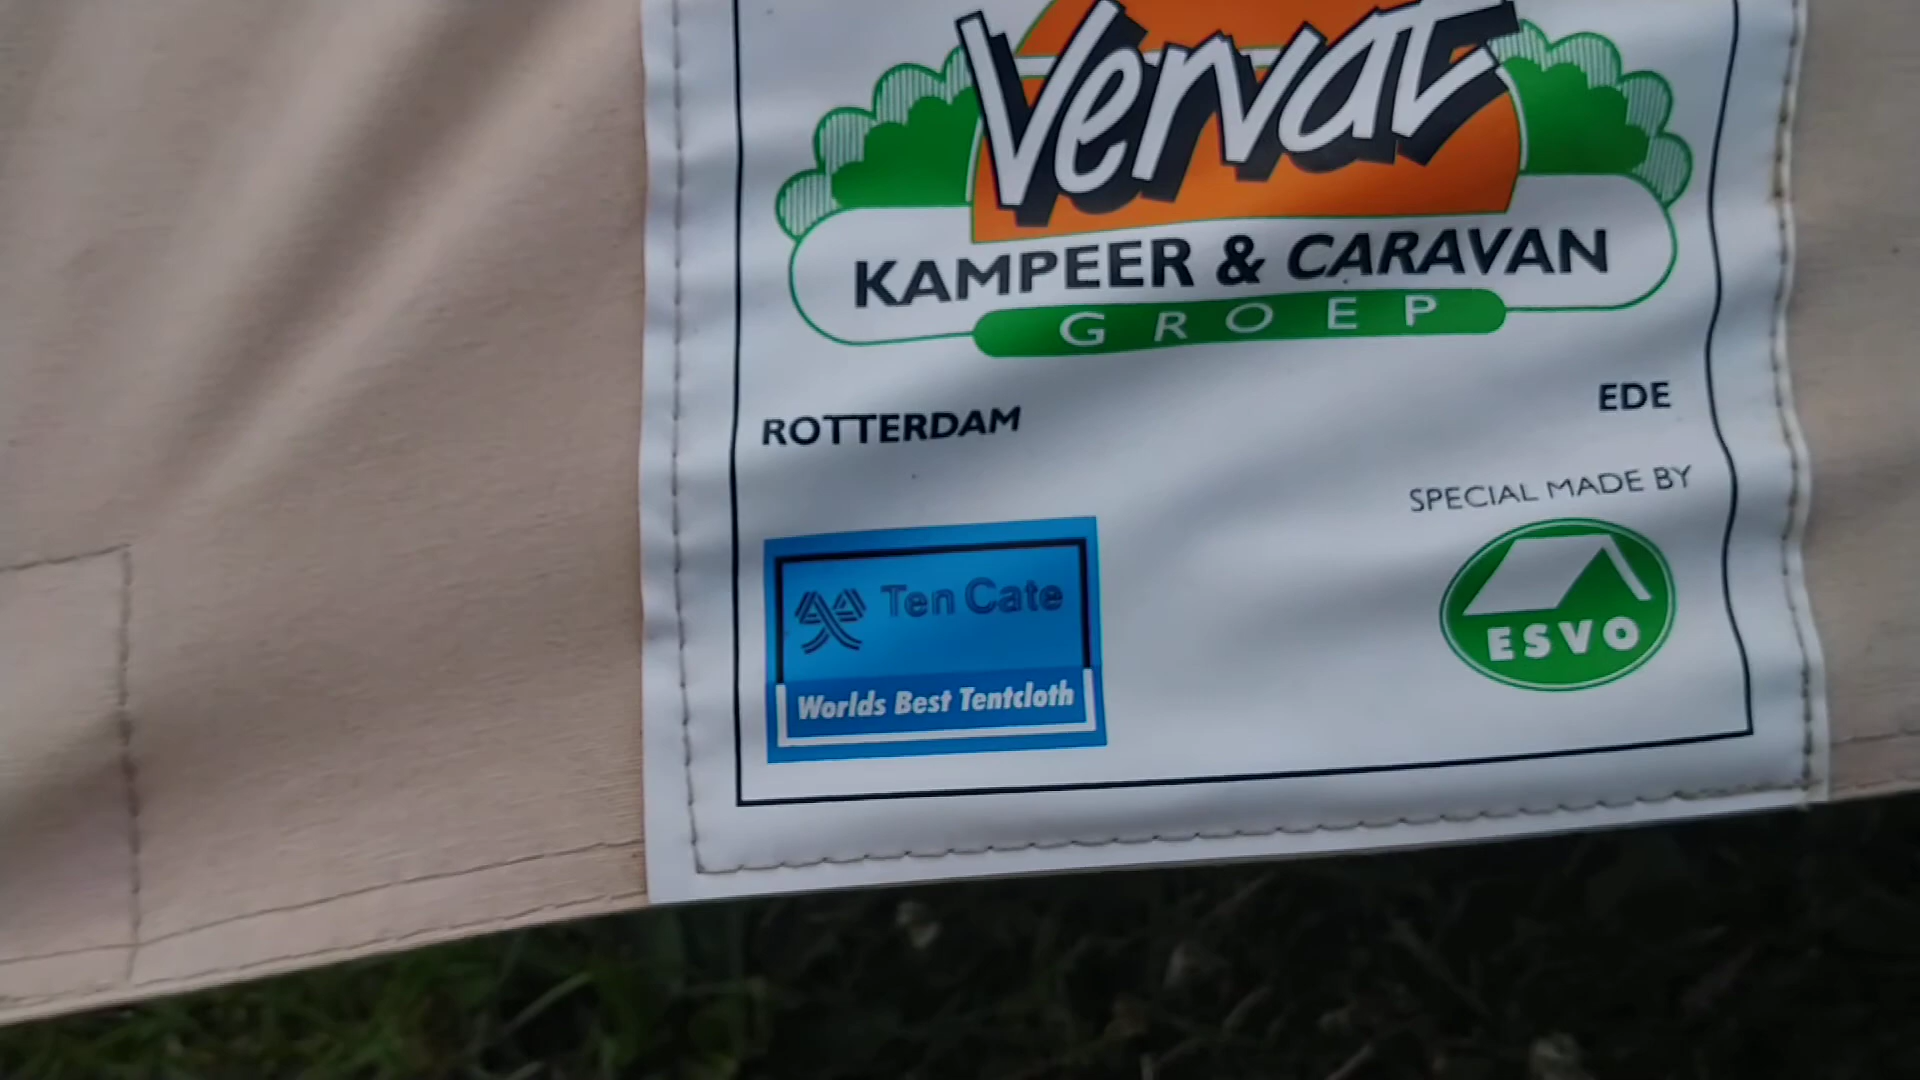 Vervat
KAMPEER & CARAVAN
GROEP
ROTTERDAM
EDE
SPECIAL MADE BY
Ten Cate
Worlds Best Tentcloth
ESVO